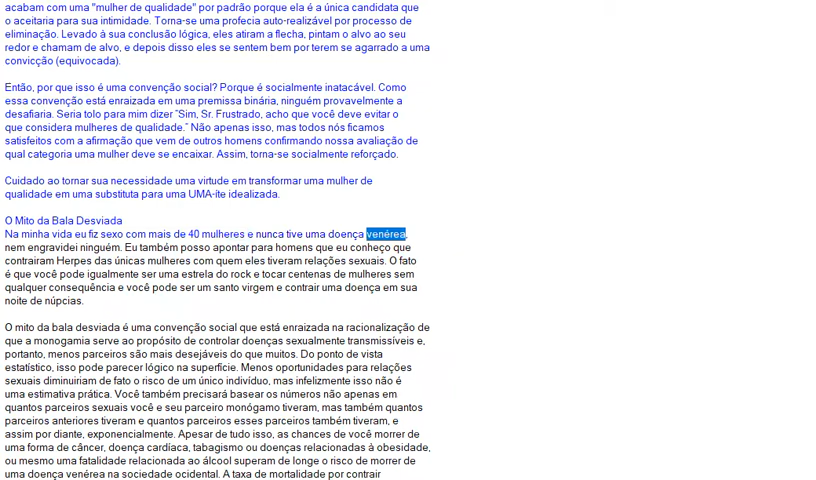 acabam com uma "mulher de qualidade" por padrão porque ela é a única candidata que
o aceitaria para sua intimidade. Torna-se uma profecia auto-realizável por processo de
eliminação. Levado à sua conclusão lógica, eles atiram a flecha, pintam o alvo ao seu
redor e chamam de alvo, e depois disso eles se sentem bem por terem se agarrado a uma
convicção (equivocada).
Então, por que isso é uma convenção social? Porque é socialmente inatacável. Como
essa convenção está enraizada em uma premissa binária, ninguém provavelmente a
desafiaria. Seria tolo para mim dizer "Sim, Sr. Frustrado, acho que você deve evitar o
que considera mulheres de qualidade." Não apenas isso, mas todos nós ficamos
satisfeitos com a afirmação que vem de outros homens confirmando nossa avaliação de
qual categoria uma mulher deve se encaixar. Assim, torna-se socialmente reforçado.
Cuidado ao tornar sua necessidade uma virtude em transformar uma mulher de
qualidade em uma substituta para uma UMA-ite idealizada.
O Mito da Bala Desviada
Na minha vida eu fiz sexo com mais de 40 mulheres e nunca tive uma doença venérea,
nem engravidei ninguém. Eu também posso apontar para homens que eu conheço que
contraíram Herpes das únicas mulheres com quem eles tiveram relações sexuais. O fato
é que você pode igualmente ser uma estrela do rock e tocar centenas de mulheres sem
qualquer consequência e você pode ser um santo virgem e contrair uma doença em sua
noite de núpcias.
O mito da bala desviada é uma convenção social que está enraizada na racionalização de
que a monogamia serve ao propósito de controlar doenças sexualmente transmissíveis e,
portanto, menos parceiros são mais desejáveis do que muitos. Do ponto de vista
estatístico, isso pode parecer lógico na superfície. Menos oportunidades para relações
sexuais diminuiriam de fato o risco de um único indivíduo, mas infelizmente isso não é
uma estimativa prática. Você também precisará basear os números não apenas em
quantos parceiros sexuais você e seu parceiro monógamo tiveram, mas também quantos
parceiros anteriores tiveram e quantos parceiros esses parceiros também tiveram, e
assim por diante, exponencialmente. Apesar de tudo isso, as chances de você morrer de
uma forma de câncer, doença cardíaca, tabagismo ou doenças relacionadas à obesidade,
ou mesmo uma fatalidade relacionada ao álcool superam de longe o risco de morrer de
uma doença venérea na sociedade ocidental. A taxa de mortalidade por contrair